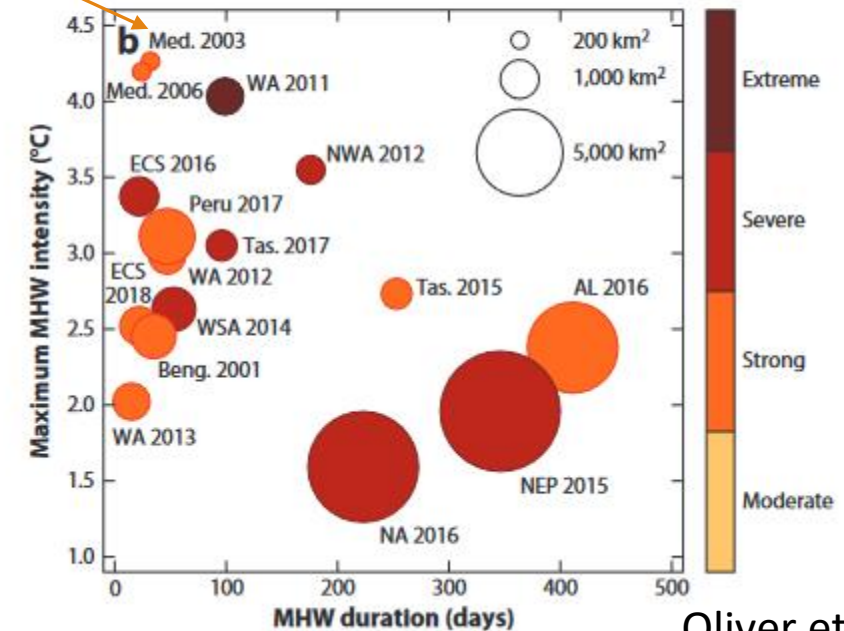 4.5
b
Med. 2003
200 km²
Med. 2006
WA 2011
1,000 km²
Extreme
4.0
NWA 2012
5,000 km²
ECS 2016
3.5
Peru 2017
Severe
3.0
Tas. 2017
ECS
2018
WA 2012
Tas. 2015
AL 2016
2.5
WSA 2014
Strong
Beng. 2001
2.0
WA 2013
NEP 2015
1.5
Moderate
NA 2016
1.0
Maximum MHW intensity (°C)
0 100 200 300 400 500
MHW duration (days)
Oliver et